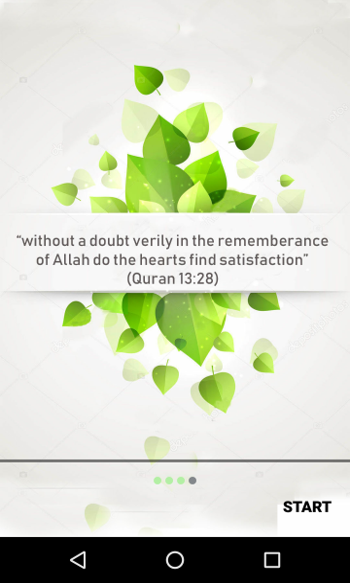 “without a doubt verily in the rememberance
of Allah do the hearts find satisfaction”
(Quran 13:28)
START